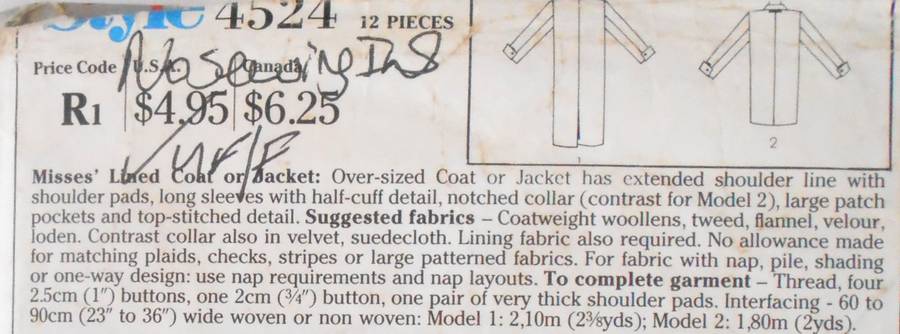 Style 4524 12 PIECES
No Sewing Ins
Price Code U.S.A. Canada
R1 $4.95 $6.25
U/F/F
1 2
Misses' Lined Coat or Jacket: Over-sized Coat or Jacket has extended shoulder line with
shoulder pads, long sleeves with half-cuff detail, notched collar (contrast for Model 2), large patch
pockets and top-stitched detail. Suggested fabrics – Coatweight woollens, tweed, flannel, velour,
loden. Contrast collar also in velvet, suedecloth. Lining fabric also required. No allowance made
for matching plaids, checks, stripes or large patterned fabrics. For fabric with nap, pile, shading
or one-way design: use nap requirements and nap layouts. To complete garment – Thread, four
2.5cm (1") buttons, one 2cm (¾") button, one pair of very thick shoulder pads. Interfacing - 60 to
90cm (23" to 36") wide woven or non woven: Model 1: 2,10m (2⅜yds); Model 2: 1,80m (2yds).